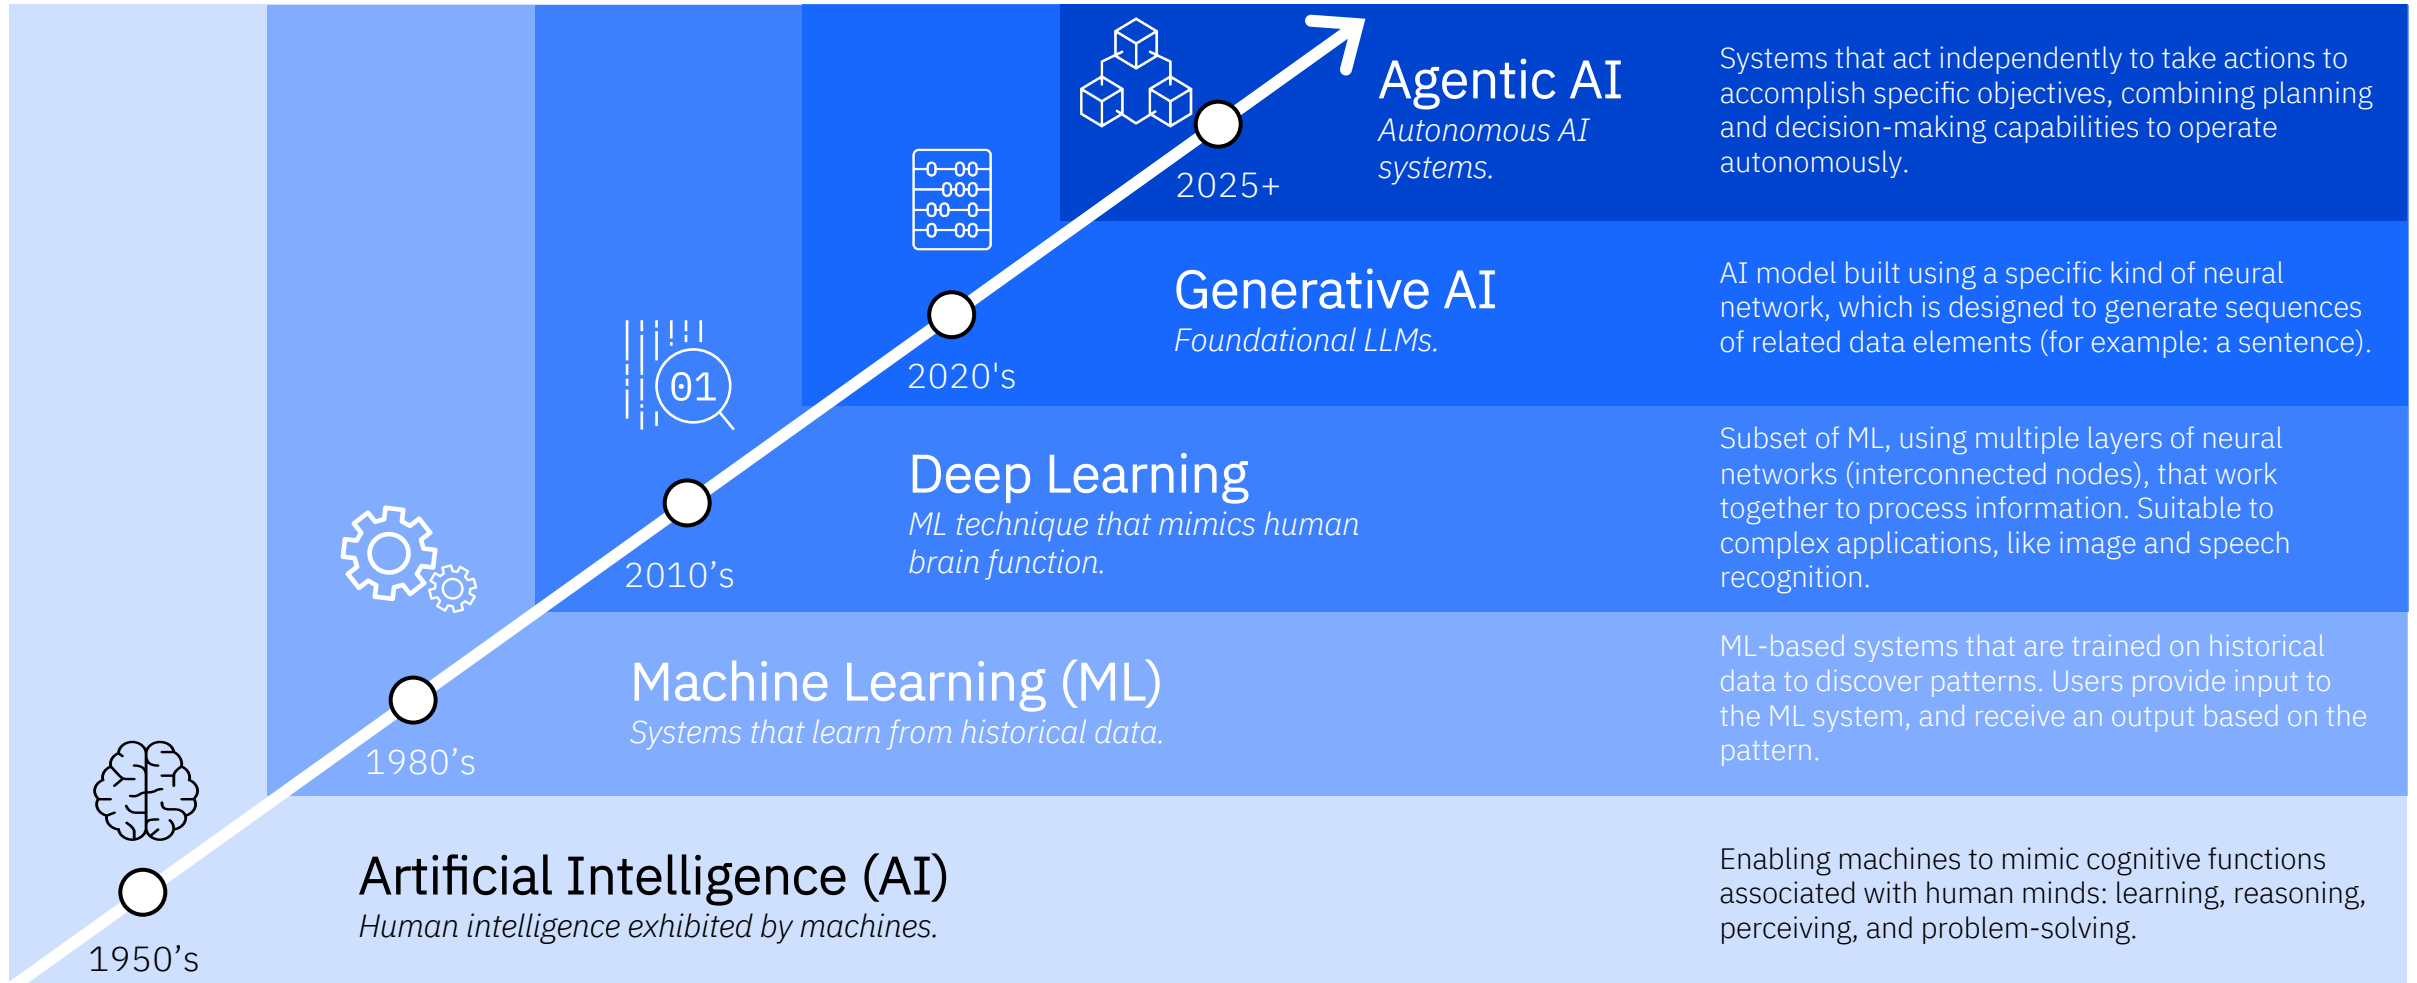 Agentic AI
Autonomous AI
systems.
2025+
Systems that act independently to take actions to
accomplish specific objectives, combining planning
and decision-making capabilities to operate
autonomously.
Generative AI
Foundational LLMs.
2020's
AI model built using a specific kind of neural
network, which is designed to generate sequences
of related data elements (for example: a sentence).
01
Deep Learning
ML technique that mimics human
brain function.
2010’s
Subset of ML, using multiple layers of neural
networks (interconnected nodes), that work
together to process information. Suitable to
complex applications, like image and speech
recognition.
Machine Learning (ML)
Systems that learn from historical data.
1980’s
ML-based systems that are trained on historical
data to discover patterns. Users provide input to
the ML system, and receive an output based on the
pattern.
Artificial Intelligence (AI)
Human intelligence exhibited by machines.
1950’s
Enabling machines to mimic cognitive functions
associated with human minds: learning, reasoning,
perceiving, and problem-solving.